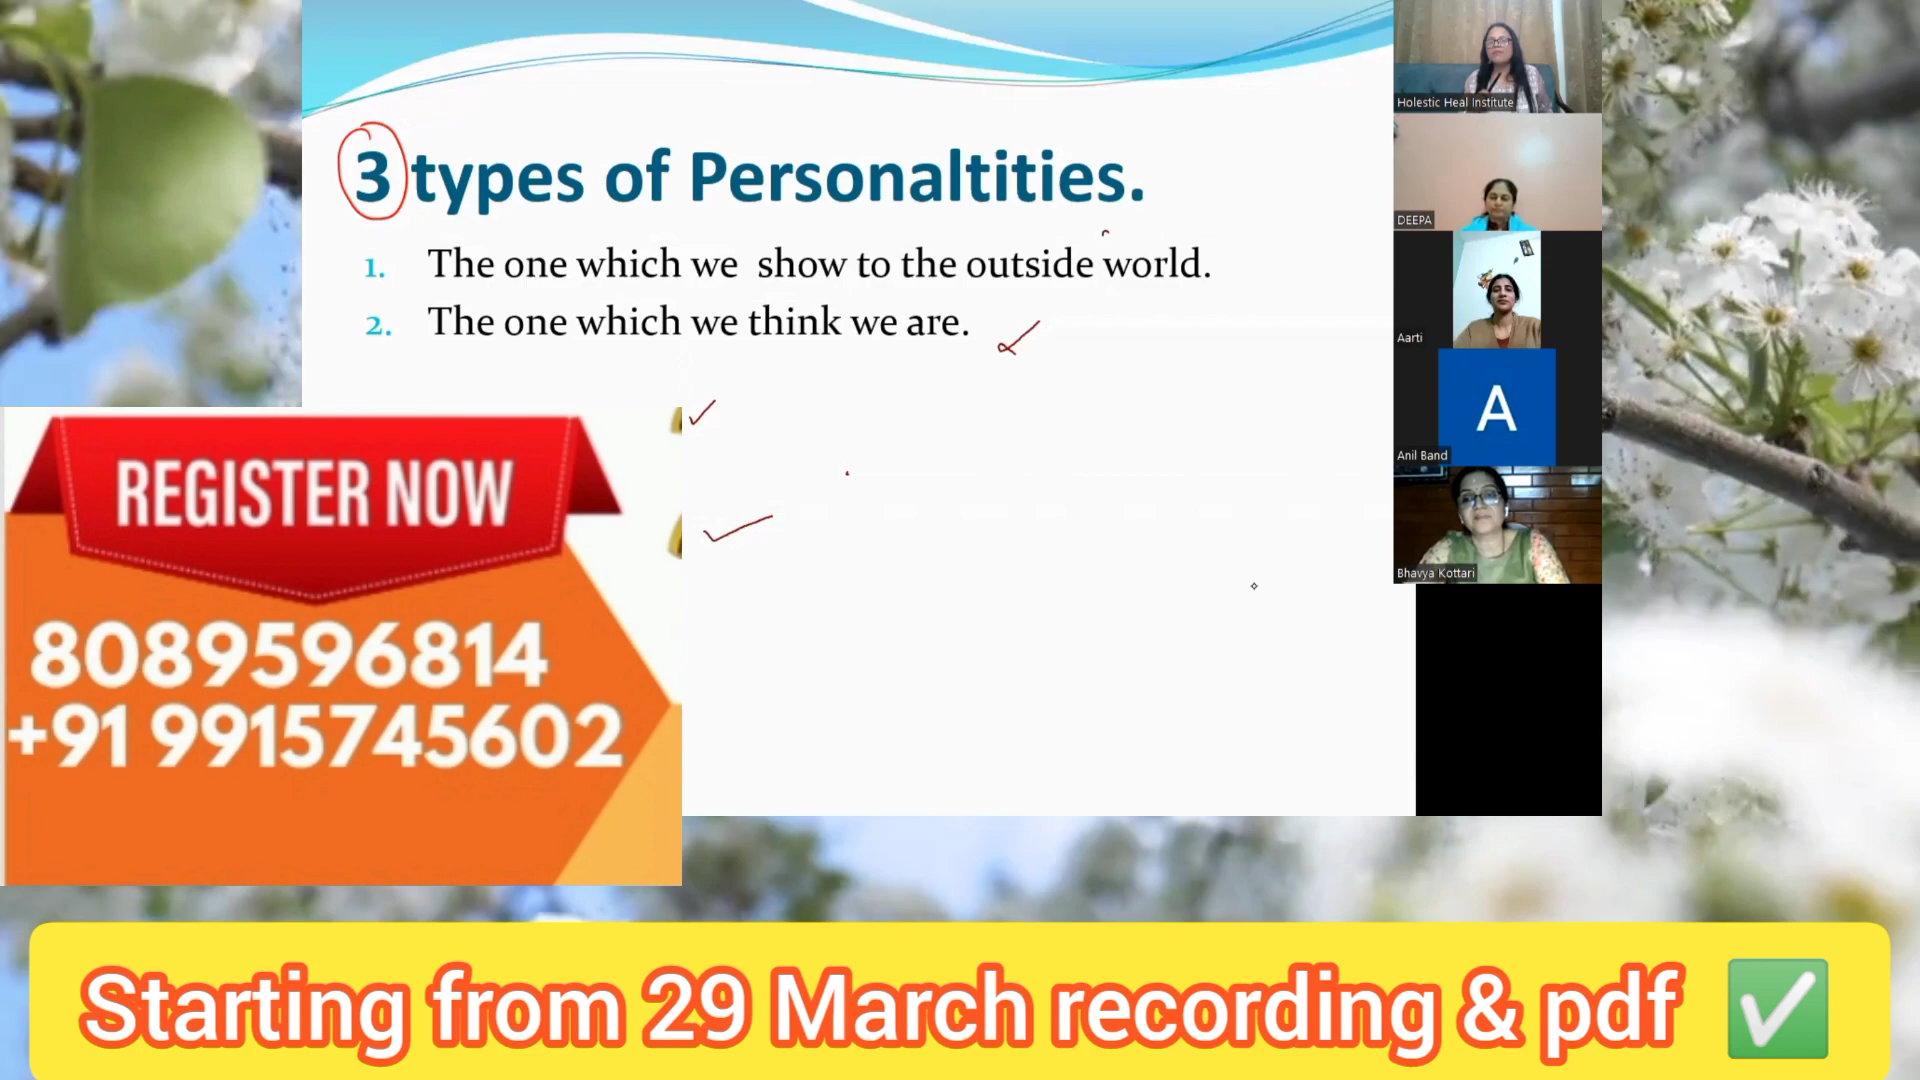 3 types of Personaltities.
1. The one which we show to the outside world.
2. The one which we think we are.
Holestic Heal Institute
DEEPA
Aarti
A
Anil Band
Bhavya Kottari
REGISTER NOW
8089596814
+91 9915745602
Starting from 29 March recording & pdf ✅